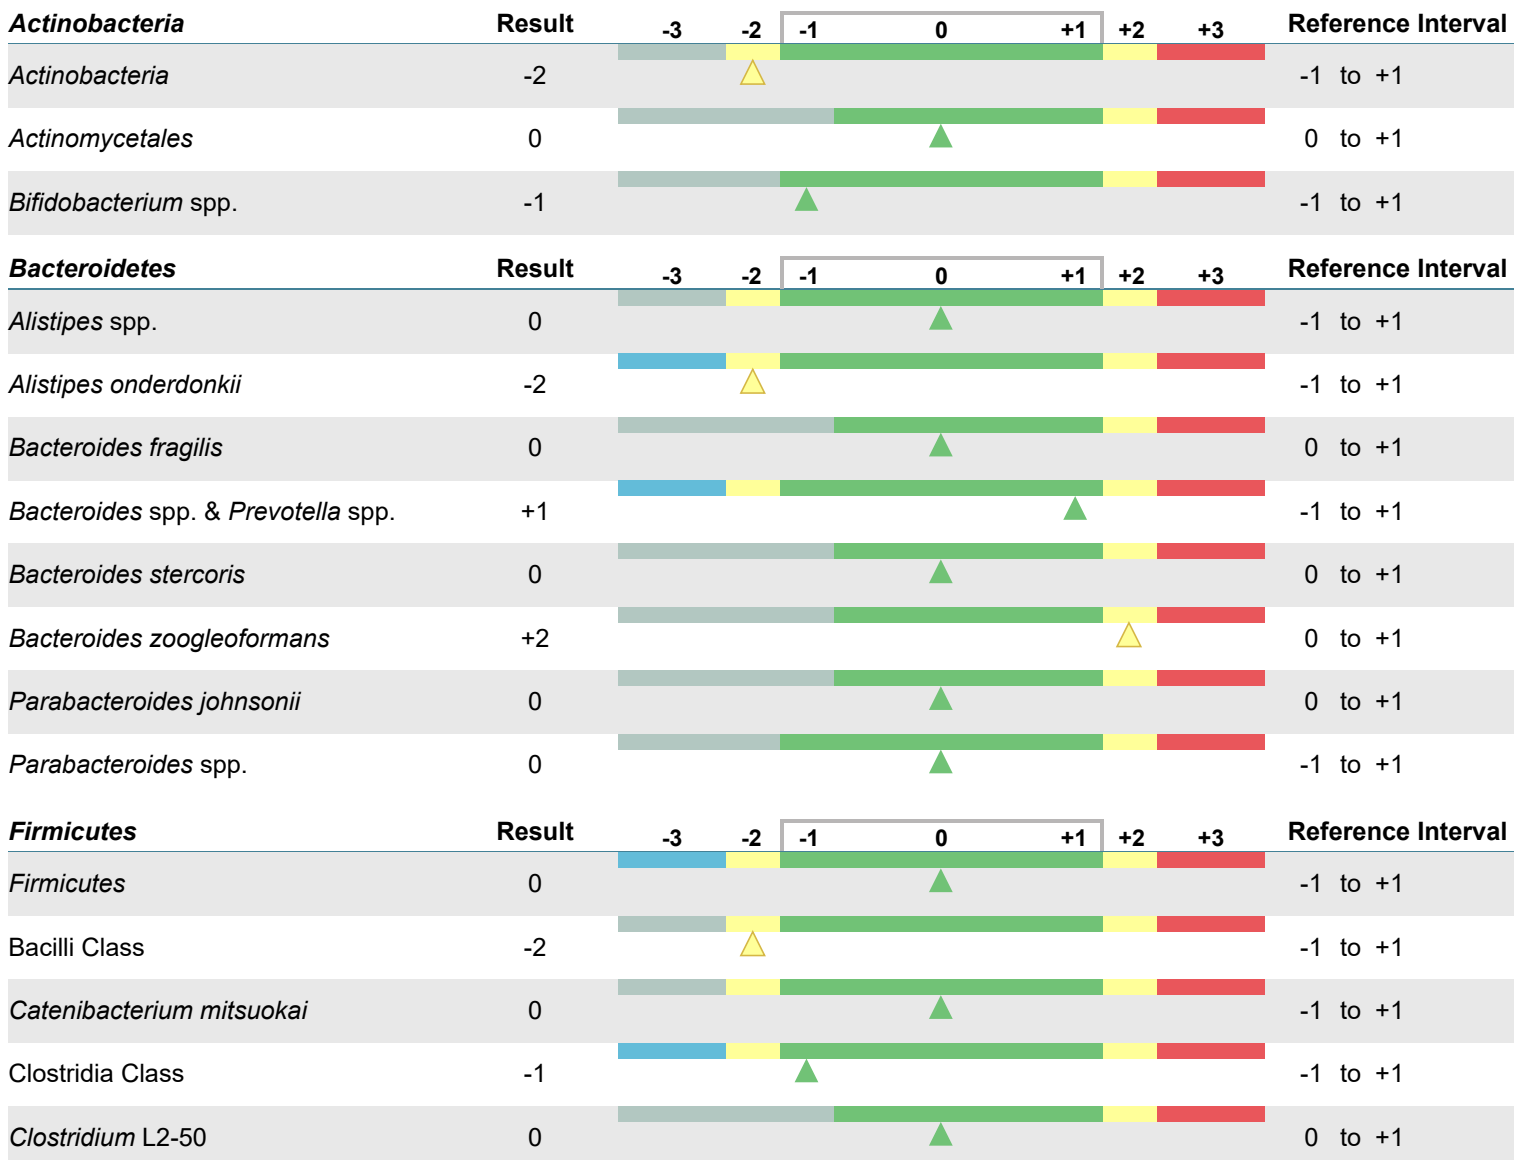 Actinobacteria Result -3 -2 -1 0 +1 +2 +3 Reference Interval
Actinobacteria -2 -1 to +1
Actinomycetales 0 0 to +1
Bifidobacterium spp. -1 -1 to +1
Bacteroidetes Result -3 -2 -1 0 +1 +2 +3 Reference Interval
Alistipes spp. 0 -1 to +1
Alistipes onderdonkii -2 -1 to +1
Bacteroides fragilis 0 0 to +1
Bacteroides spp. & Prevotella spp. +1 -1 to +1
Bacteroides stercoris 0 0 to +1
Bacteroides zoogleoformans +2 0 to +1
Parabacteroides johnsonii 0 0 to +1
Parabacteroides spp. 0 -1 to +1
Firmicutes Result -3 -2 -1 0 +1 +2 +3 Reference Interval
Firmicutes 0 -1 to +1
Bacilli Class -2 -1 to +1
Catenibacterium mitsuokai 0 -1 to +1
Clostridia Class -1 -1 to +1
Clostridium L2-50 0 0 to +1